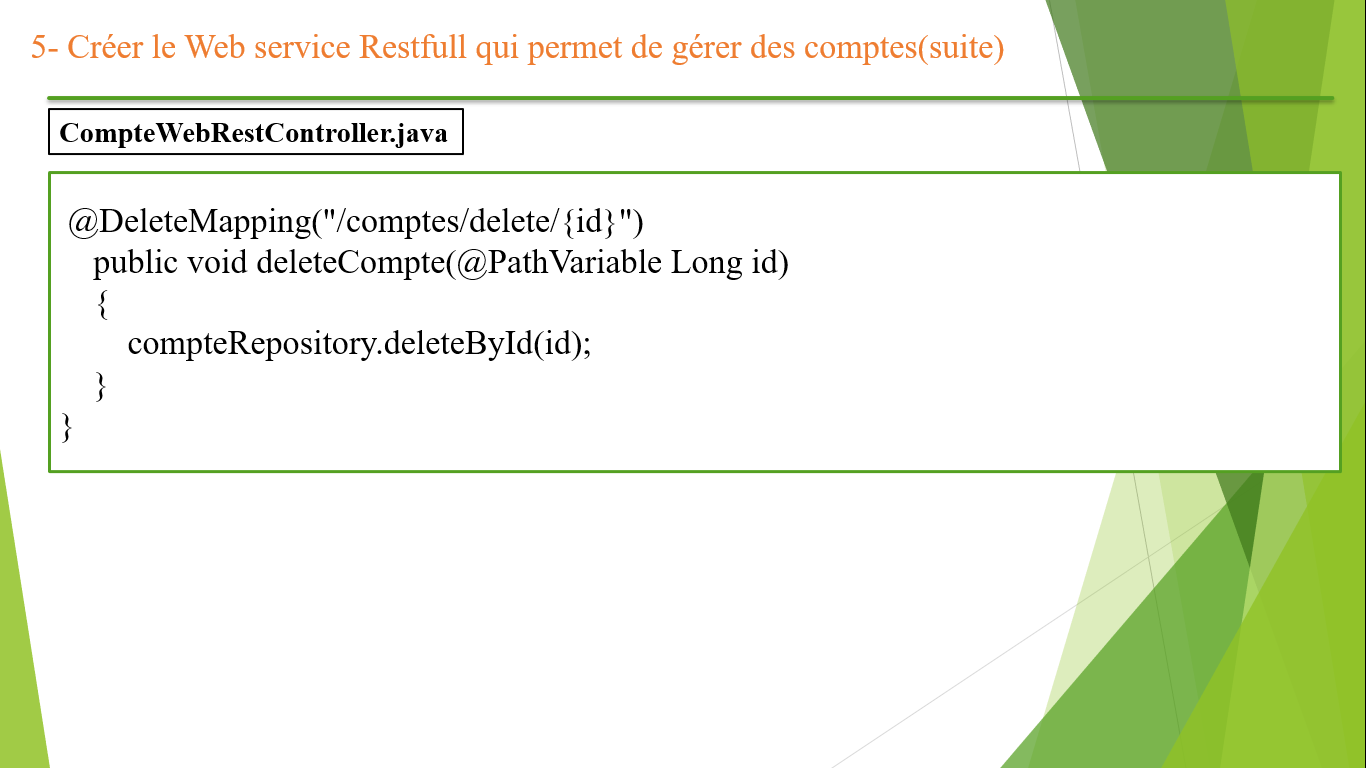 5- Créer le Web service Restfull qui permet de gérer des comptes(suite)
CompteWebRestController.java
@DeleteMapping("/comptes/delete/{id}")
public void deleteCompte(@PathVariable Long id)
{
compteRepository.deleteById(id);
}
}